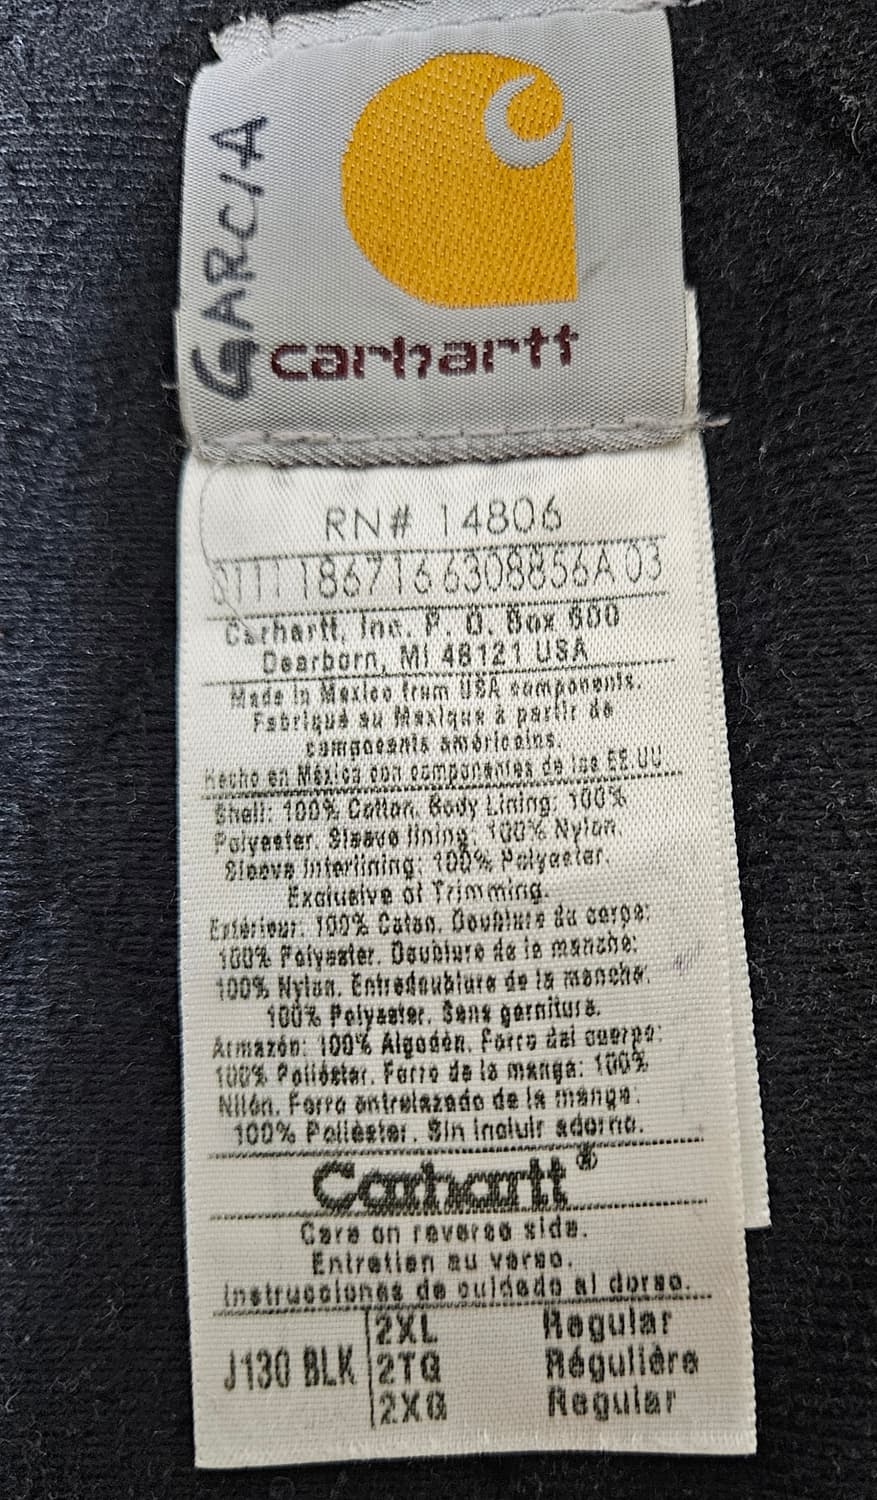 GARCIA
carhartt
RN# 14806
0111 186716 6308856A 03
Carhartt, Inc. P. O. Box 600
Dearborn, MI 48121 USA
Made in Mexico from USA components.
Fabriqué au Mexique à partir de
composants américains.
Hecho en México con componentes de los EE.UU.
Shell: 100% Cotton. Body Lining: 100%
Polyester. Sleeve lining: 100% Nylon.
Sleeve Interlining: 100% Polyester.
Exclusive of Trimming.
Extérieur: 100% Coton. Doublure du corps:
100% Polyester. Doublure de la manche:
100% Nylon. Entredoublure de la manche:
100% Polyester. Sans garniture.
Armazón: 100% Algodón. Forro del cuerpo:
100% Poliéster. Forro de la manga: 100%
Nilón. Forro entrelazado de la manga:
100% Poliéster. Sin incluir adorno.
Carhartt®
Care on reverse side.
Entretien au verso.
Instrucciones de cuidado al dorso.
J130 BLK 2XL Regular
2TG Régulière
2XG Regular